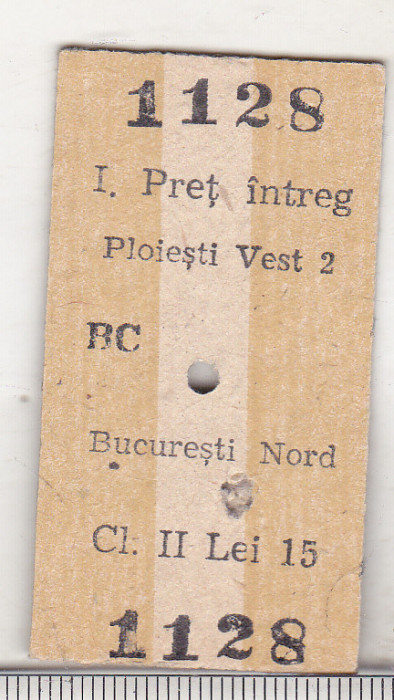 1128
I. Preț întreg
Ploiești Vest 2
BC
București Nord
Cl. II Lei 15
1128